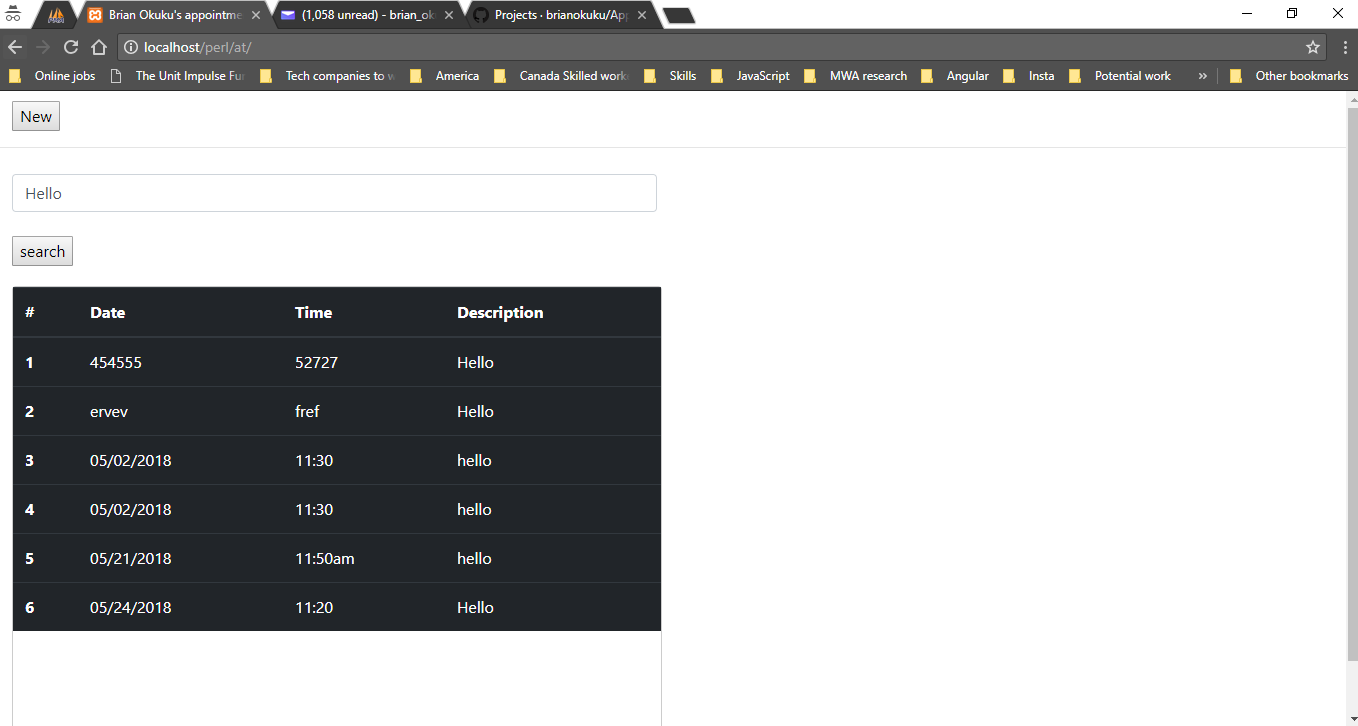 Brian Okuku's appointme
(1,058 unread) - brian_ok
Projects · brianokuku/App
localhost/perl/at/
Online jobs
The Unit Impulse Fun
Tech companies to w
America
Canada Skilled work
Skills
JavaScript
MWA research
Angular
Insta
Potential work
»
Other bookmarks
New
Hello
search
# Date Time Description
1 454555 52727 Hello
2 ervev fref Hello
3 05/02/2018 11:30 hello
4 05/02/2018 11:30 hello
5 05/21/2018 11:50am hello
6 05/24/2018 11:20 Hello